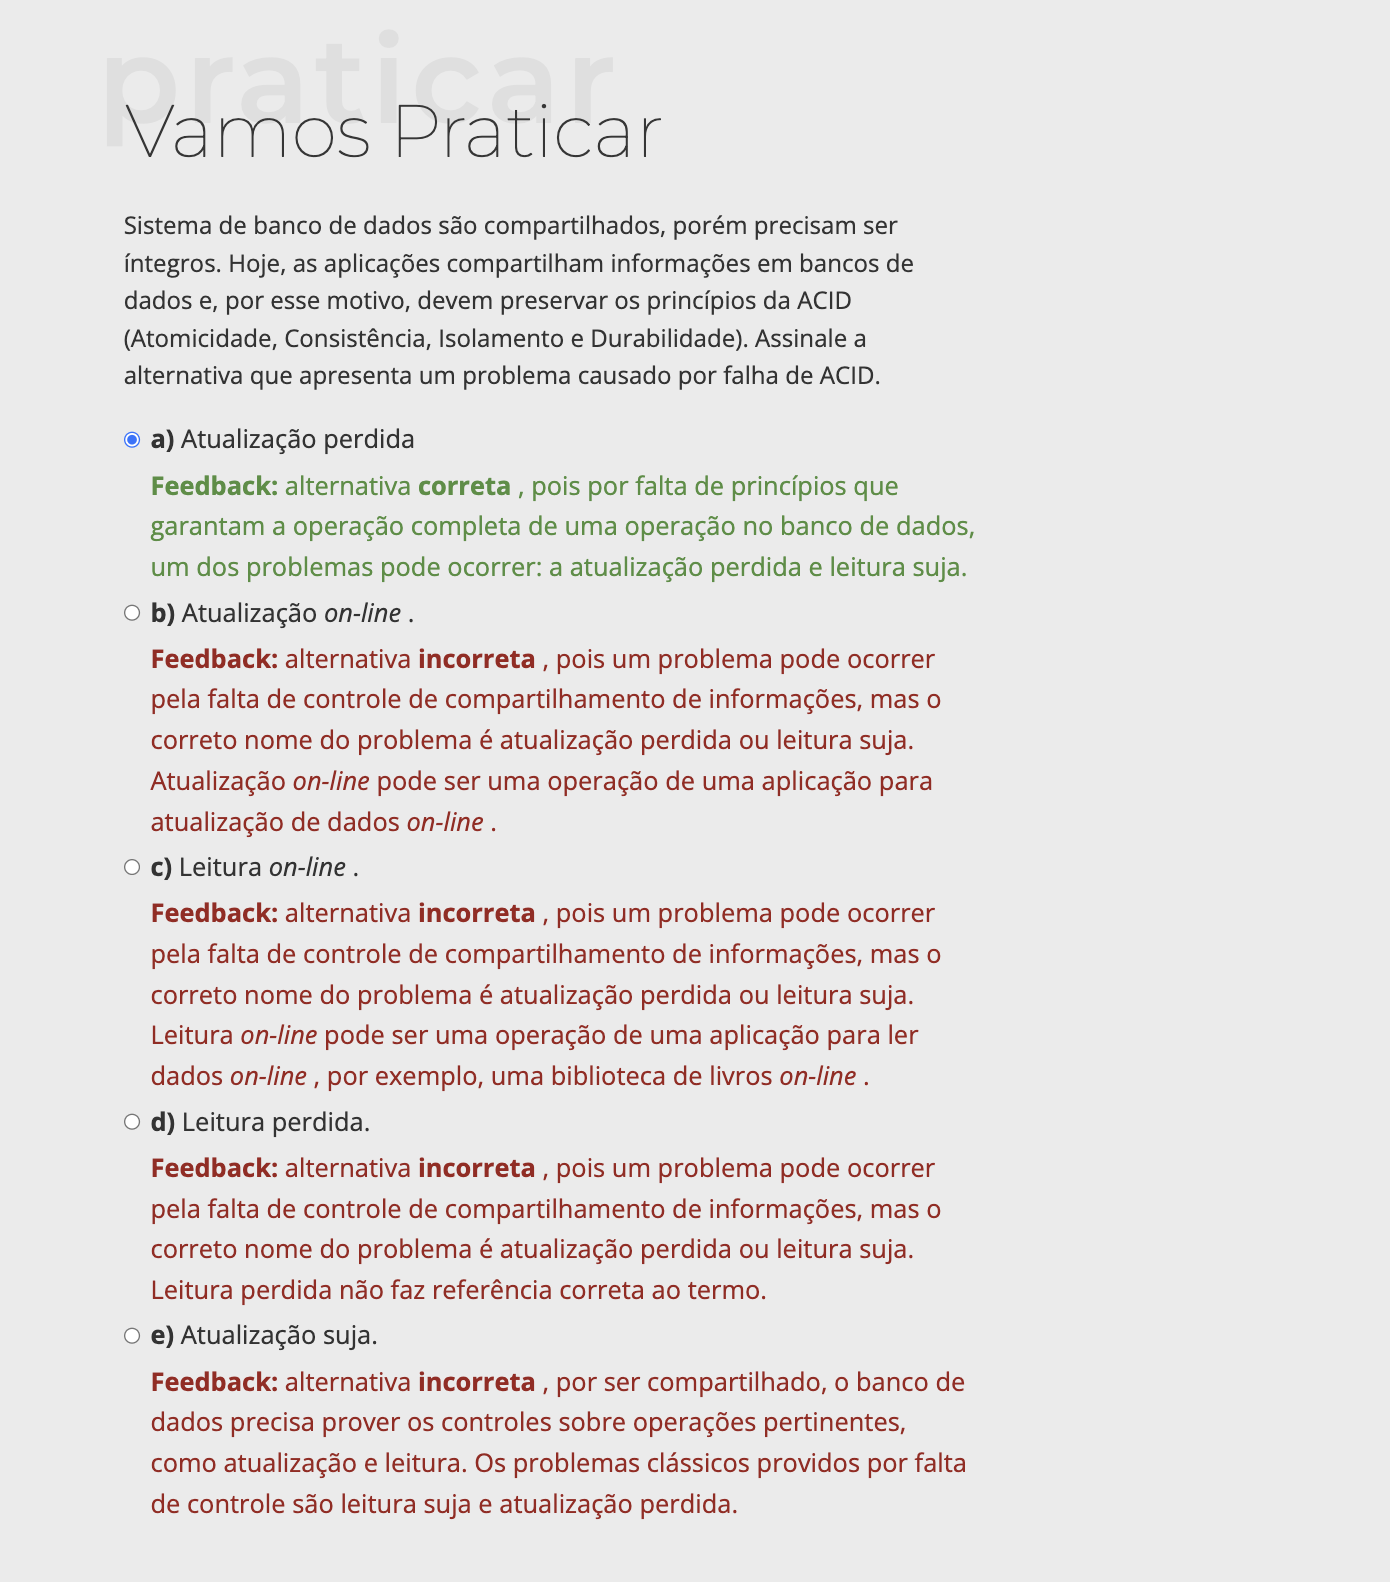 praticar
Vamos Praticar
Sistema de banco de dados são compartilhados, porém precisam ser
íntegros. Hoje, as aplicações compartilham informações em bancos de
dados e, por esse motivo, devem preservar os princípios da ACID
(Atomicidade, Consistência, Isolamento e Durabilidade). Assinale a
alternativa que apresenta um problema causado por falha de ACID.
a) Atualização perdida
Feedback: alternativa correta , pois por falta de princípios que
garantam a operação completa de uma operação no banco de dados,
um dos problemas pode ocorrer: a atualização perdida e leitura suja.
b) Atualização on-line .
Feedback: alternativa incorreta , pois um problema pode ocorrer
pela falta de controle de compartilhamento de informações, mas o
correto nome do problema é atualização perdida ou leitura suja.
Atualização on-line pode ser uma operação de uma aplicação para
atualização de dados on-line .
c) Leitura on-line .
Feedback: alternativa incorreta , pois um problema pode ocorrer
pela falta de controle de compartilhamento de informações, mas o
correto nome do problema é atualização perdida ou leitura suja.
Leitura on-line pode ser uma operação de uma aplicação para ler
dados on-line , por exemplo, uma biblioteca de livros on-line .
d) Leitura perdida.
Feedback: alternativa incorreta , pois um problema pode ocorrer
pela falta de controle de compartilhamento de informações, mas o
correto nome do problema é atualização perdida ou leitura suja.
Leitura perdida não faz referência correta ao termo.
e) Atualização suja.
Feedback: alternativa incorreta , por ser compartilhado, o banco de
dados precisa prover os controles sobre operações pertinentes,
como atualização e leitura. Os problemas clássicos providos por falta
de controle são leitura suja e atualização perdida.